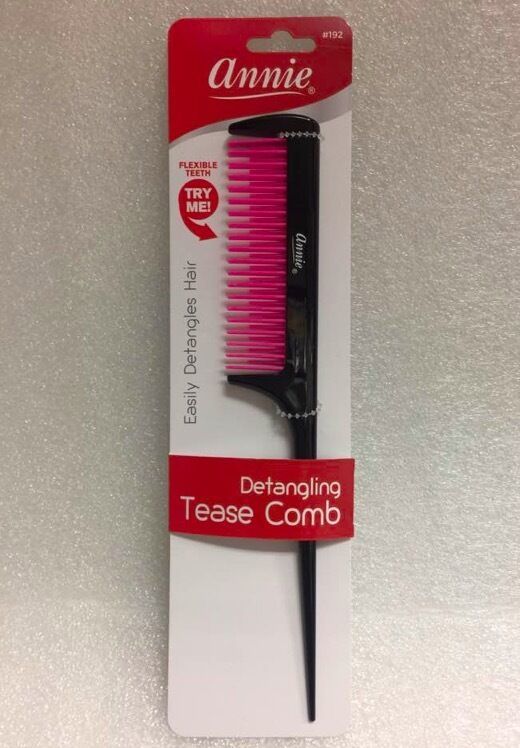 #192
annie®
FLEXIBLE
TEETH
TRY
ME!
annie®
Easily Detangles Hair
Detangling
Tease Comb